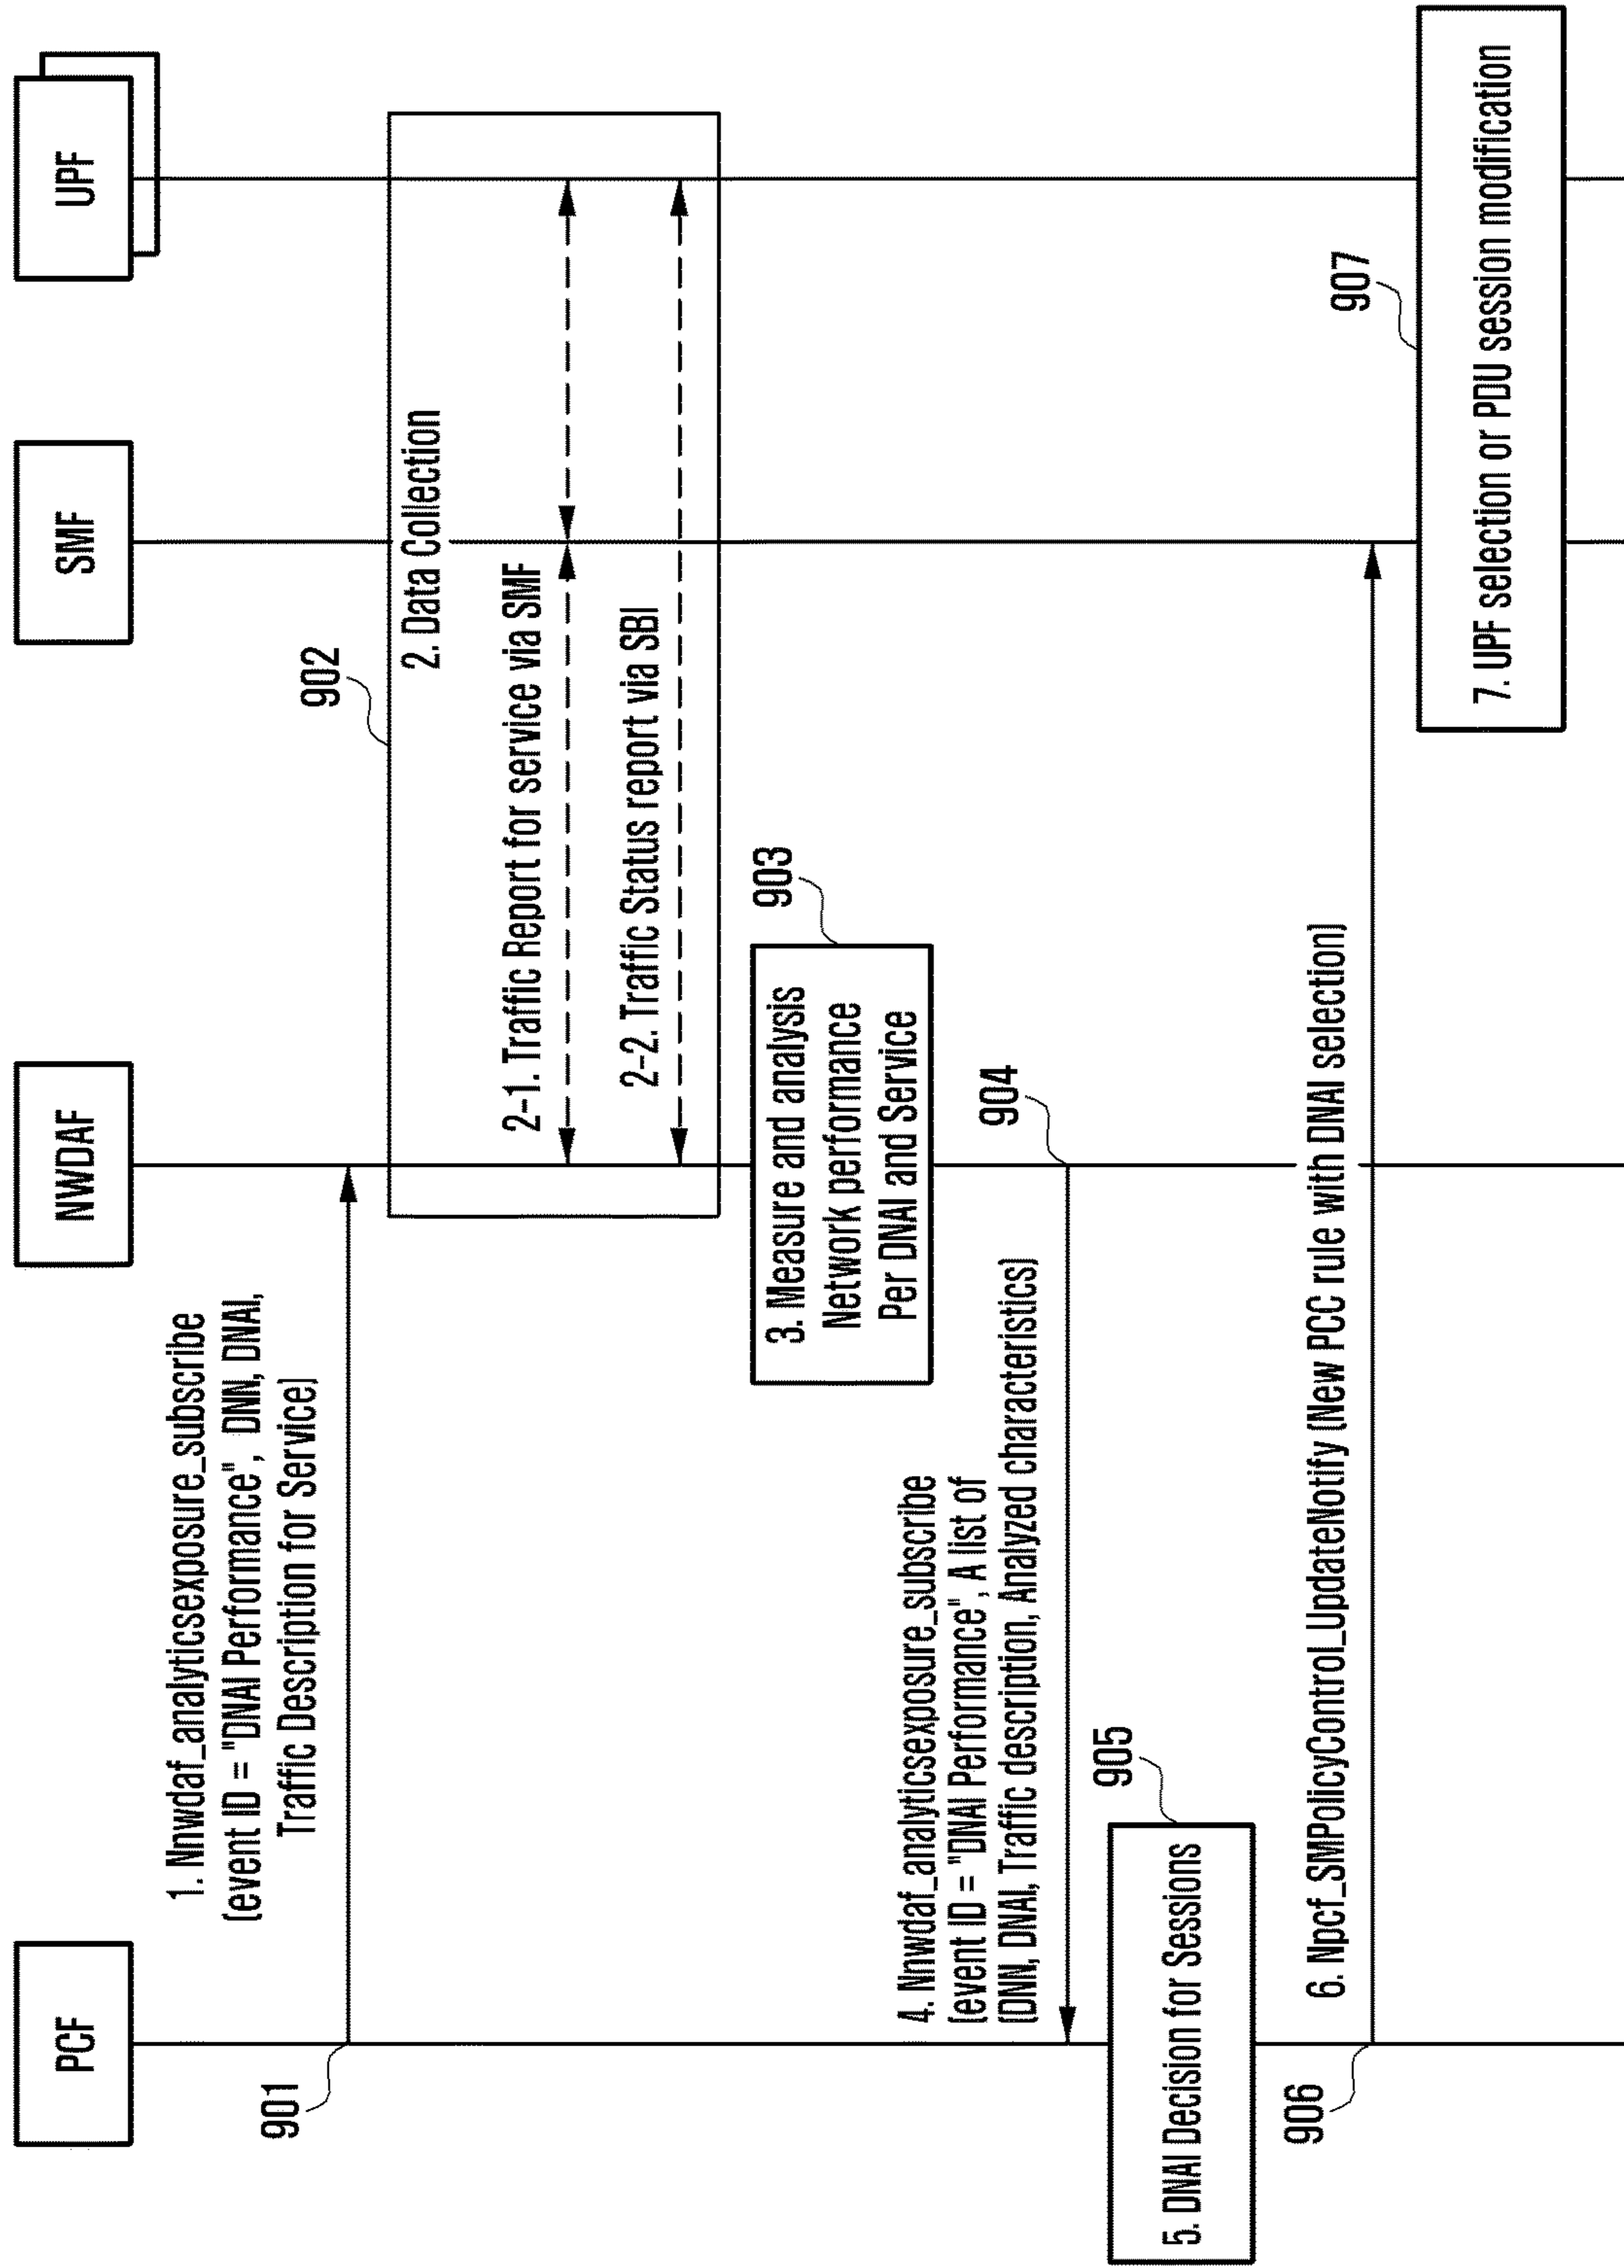 PCF
NWDAF
SMF
UPF
1. Nnwdaf_analyticsexposure_subscribe
(event ID = "DNAI Performance", DNN, DNAI,
Traffic Description for Service)
901
902
2. Data Collection
2-1. Traffic Report for service via SMF
2-2. Traffic Status report via SBI
903
3. Measure and analysis
Network performance
Per DNAI and Service
4. Nnwdaf_analyticsexposure_subscribe
(event ID = "DNAI Performance", A list of
(DNN, DNAI, Traffic description, Analyzed characteristics)
904
905
5. DNAI Decision for Sessions
6. Npcf_SMPolicyControl_UpdateNotify (New PCC rule with DNAI selection)
906
907
7. UPF selection or PDU session modification